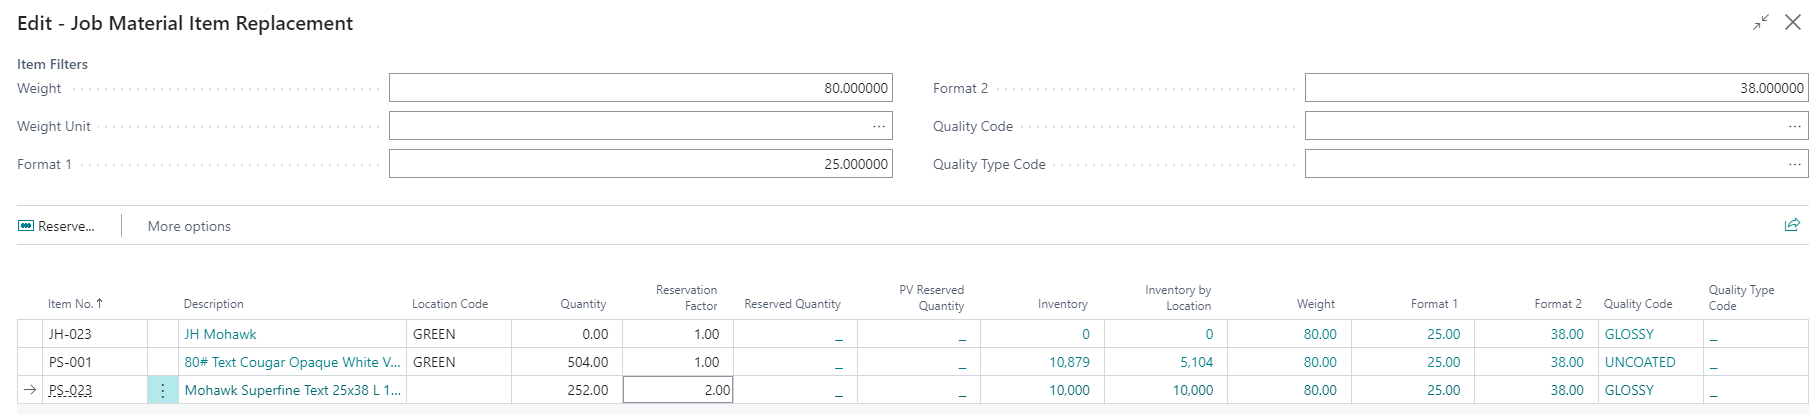 Edit - Job Material Item Replacement
Item Filters
Weight 80.000000 Format 2 38.000000
Weight Unit ... Quality Code ...
Format 1 25.000000 Quality Type Code ...
Reserve... More options
Item No. ↑ Description Location Code Quantity Reservation Factor Reserved Quantity PV Reserved Quantity Inventory Inventory by Location Weight Format 1 Format 2 Quality Code Quality Type Code
JH-023 JH Mohawk GREEN 0.00 1.00 _ _ 0 0 80.00 25.00 38.00 GLOSSY _
PS-001 80# Text Cougar Opaque White V... GREEN 504.00 1.00 _ _ 10,879 5,104 80.00 25.00 38.00 UNCOATED _
→ PS-023 ⋮ Mohawk Superfine Text 25x38 L 1... 252.00 2.00 _ _ 10,000 10,000 80.00 25.00 38.00 GLOSSY _